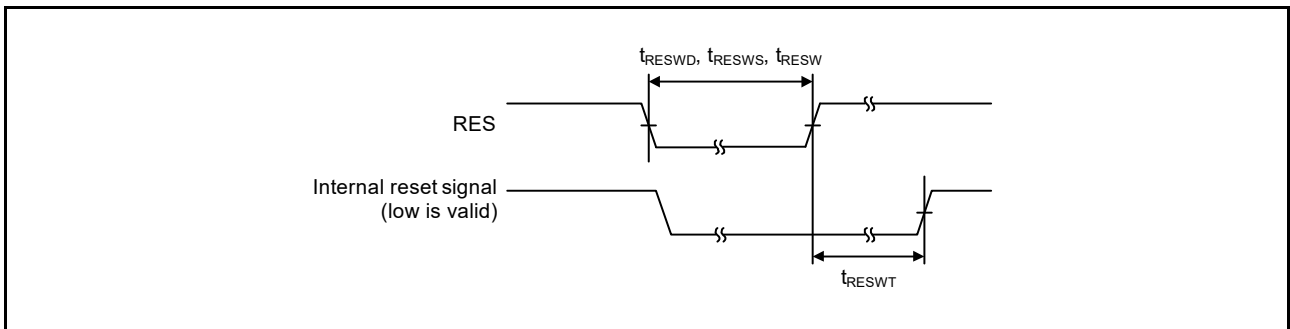 tRESWD, tRESWS, tRESW
RES
Internal reset signal
(low is valid)
tRESWT